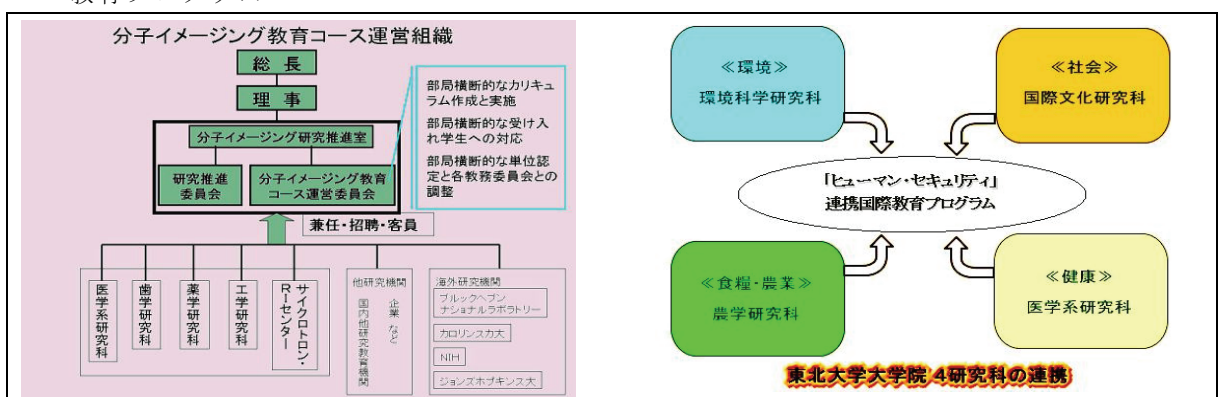 分子イメージング教育コース運営組織
総 長
理 事
分子イメージング研究推進室
研究推進
委員会
分子イメージング教育
コース運営委員会
部局横断的なカリキュ
ラム作成と実施
部局横断的な受け入
れ学生への対応
部局横断的な単位認
定と各教務委員会との
調整
兼任・招聘・客員
医学系研究科
歯学研究科
薬学研究科
工学研究科
サイクロトロン・
RIセンター
他研究機関
企業 など
国内他研究教育機関
海外研究機関
ブルックヘブン
ナショナルラボラトリー
カロリンスカ大
NIH
ジョンズホプキンス大
≪環境≫
環境科学研究科
≪社会≫
国際文化研究科
「ヒューマン・セキュリティ」
連携国際教育プログラム
≪食糧・農業≫
農学研究科
≪健康≫
医学系研究科
東北大学大学院 4研究科の連携